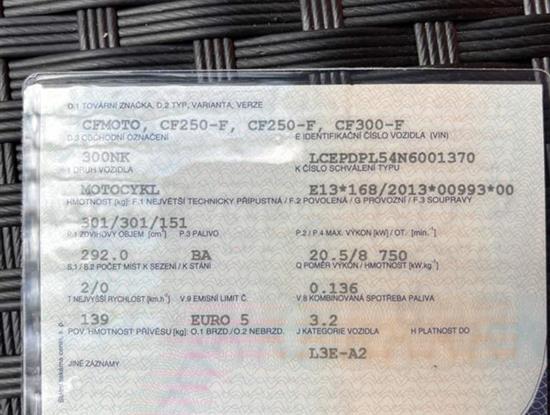 D.1 TOVÁRNÍ ZNAČKA, D.2 TYP, VARIANTA, VERZE
CFMOTO, CF250-F, CF250-F, CF300-F
D.3 OBCHODNÍ OZNAČENÍ E IDENTIFIKAČNÍ ČÍSLO VOZIDLA (VIN)
300NK LCEPDPL54N6001370
DRUH VOZIDLA K ČÍSLO SCHVÁLENÍ TYPU
MOTOCYKL E13*168/2013*00993*00
HMOTNOST [kg]: F.1 NEJVĚTŠÍ TECHNICKY PŘÍPUSTNÁ / F.2 POVOLENÁ / G PROVOZNÍ / F.3 SOUPRAVY
301/301/151
P.1 ZDVIHOVÝ OBJEM [cm³] P.3 PALIVO P.2 / P.4 MAX. VÝKON [kW] / OT. [min.⁻¹]
292.0 BA 20.5/8 750
S.1 / S.2 POČET MÍST K SEZENÍ / K STÁNÍ Q POMĚR VÝKON / HMOTNOST [kW.kg⁻¹]
2/0 0.136
T NEJVYŠŠÍ RYCHLOST [km.h⁻¹] V.9 EMISNÍ LIMIT Č. V.8 KOMBINOVANÁ SPOTŘEBA PALIVA
139 EURO 5 3.2
POV. HMOTNOST PŘÍVĚSU [kg]: O.1 BRZD./O.2 NEBRZD. J KATEGORIE VOZIDLA H PLATNOST DO
L3E-A2
JINÉ ZÁZNAMY